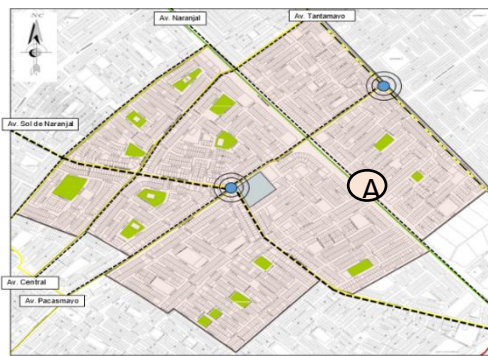 Av. Naranjal
Av. Tantamayo
Av. Sol de Naranjal
A
Av. Central
Av. Pacasmayo